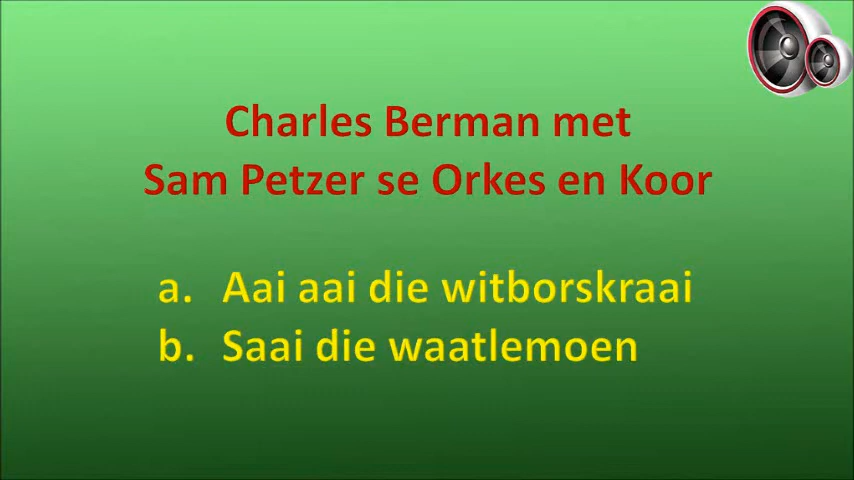 Charles Berman met
Sam Petzer se Orkes en Koor
a. Aai aai die witborskraai
b. Saai die waatlemoen